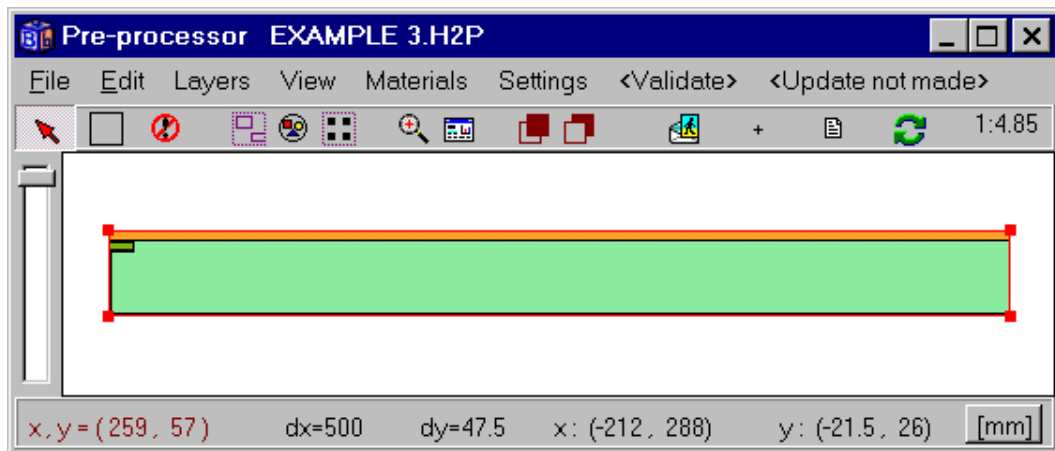 Pre-processor EXAMPLE 3.H2P
File Edit Layers View Materials Settings <Validate> <Update not made>
1:4.85
x,y=(259, 57) dx=500 dy=47.5 x: (-212, 288) y: (-21.5, 26) [mm]